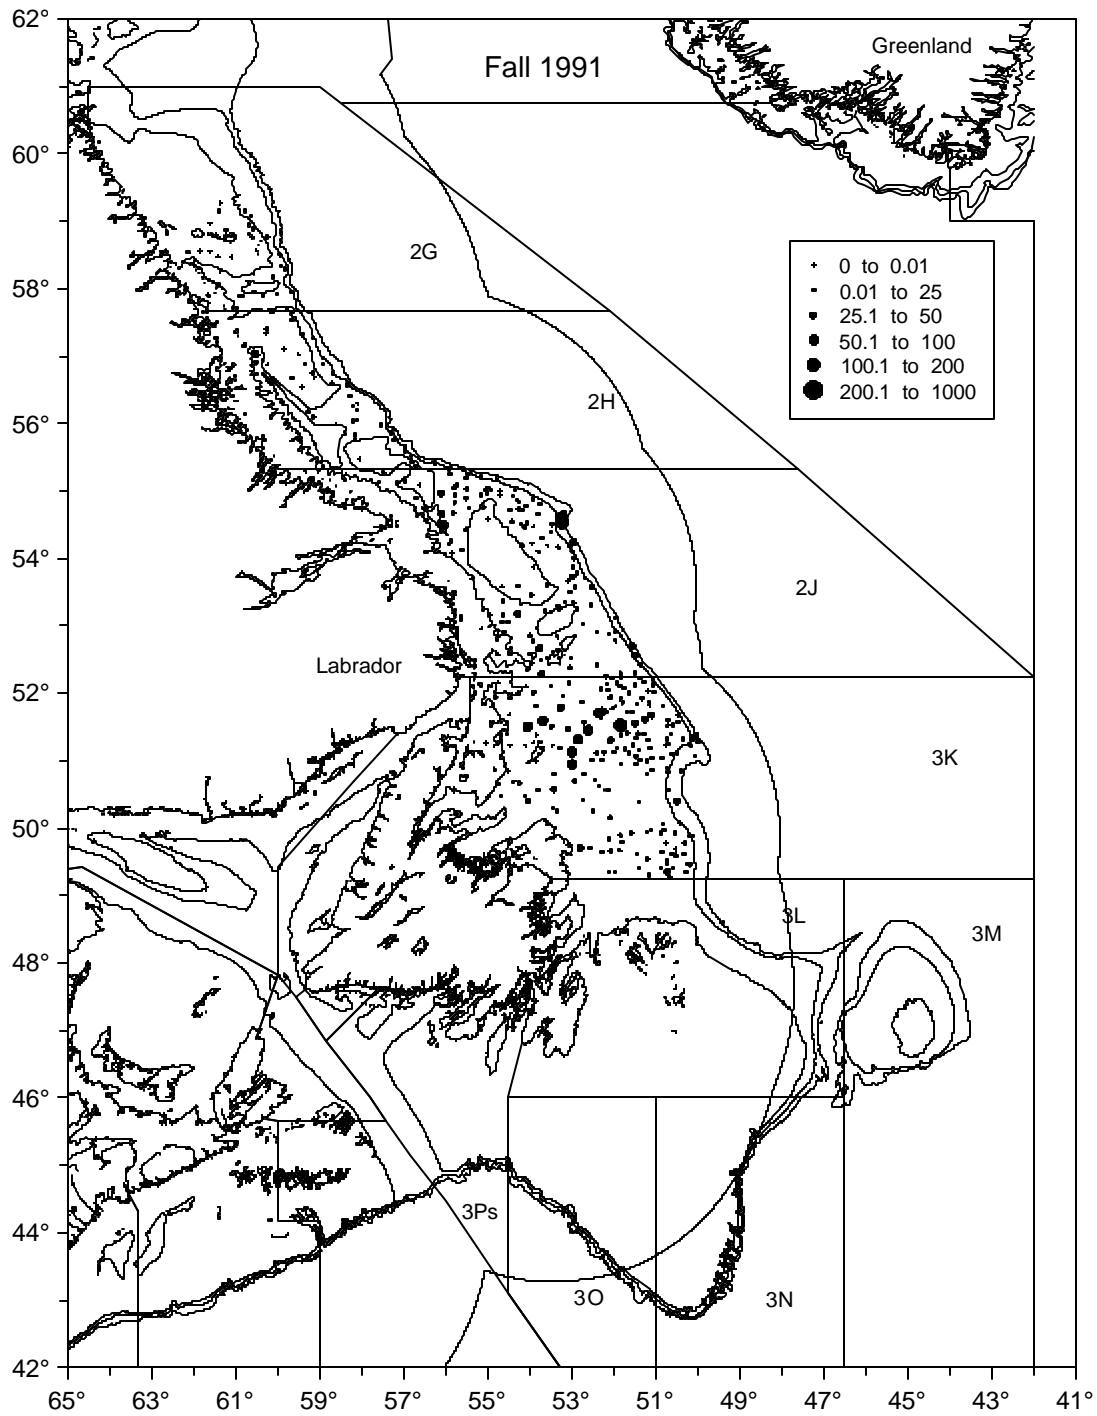 62°
Fall 1991
Greenland
60°
2G
0 to 0.01
0.01 to 25
25.1 to 50
50.1 to 100
100.1 to 200
200.1 to 1000
58°
2H
56°
54°
2J
Labrador
52°
3K
50°
3L
3M
48°
46°
3Ps
44°
3O
3N
42°
65° 63° 61° 59° 57° 55° 53° 51° 49° 47° 45° 43° 41°